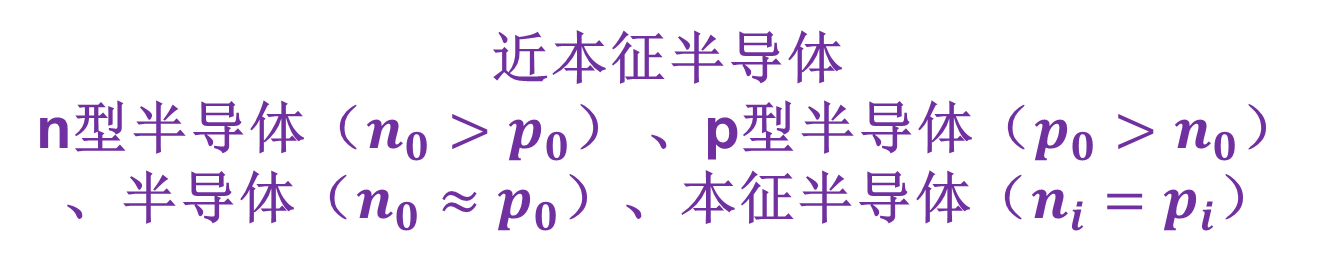 近本征半导体
n型半导体（n₀ > p₀）、p型半导体（p₀ > n₀）
、半导体（n₀ ≈ p₀）、本征半导体（nᵢ = pᵢ）